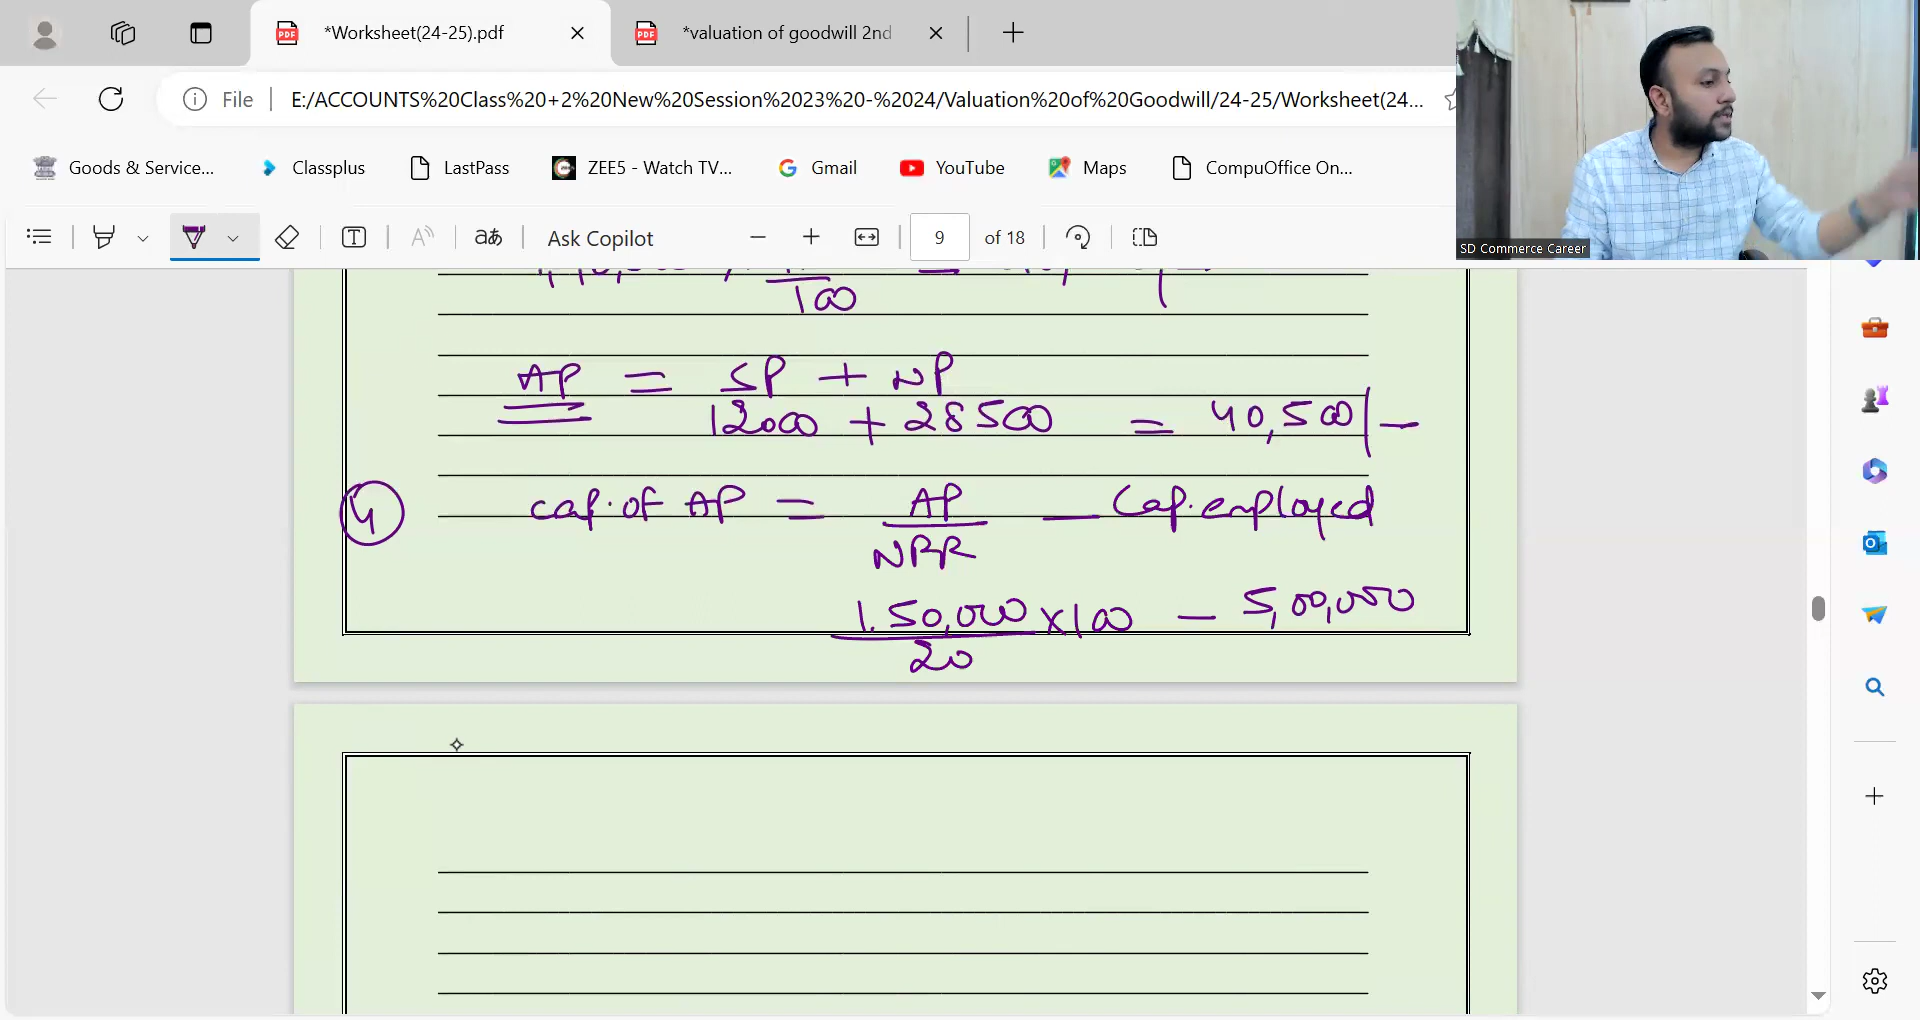 *Worksheet(24-25).pdf
*valuation of goodwill 2nd
File
E:/ACCOUNTS%20Class%20+2%20New%20Session%2023%20-%2024/Valuation%20of%20Goodwill/24-25/Worksheet(24...
Goods & Service...
Classplus
LastPass
ZEE5 - Watch TV...
Gmail
YouTube
Maps
CompuOffice On...
Ask Copilot
9 of 18
SD Commerce Career
100
AP = SP + NP
12000 + 28500 = 40,500/-
4 cap. of AP = AP / NRR - Cap. employed
1,50,000 x 100 / 20 - 5,00,000